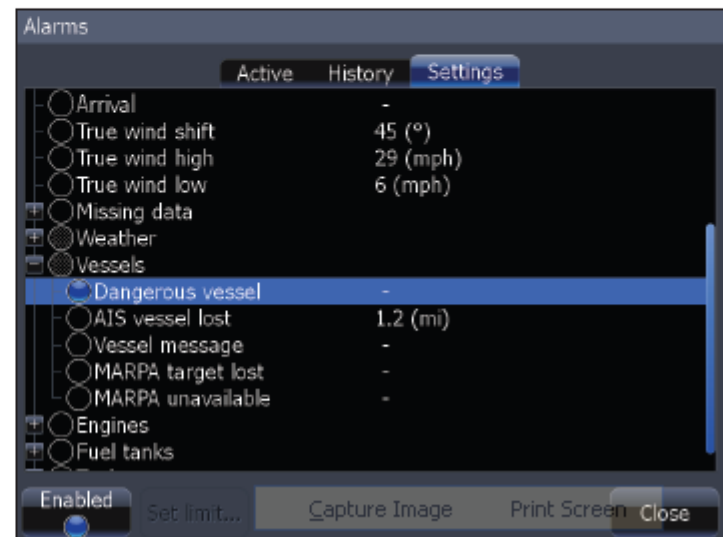 Alarms
Active History Settings
Arrival -
True wind shift 45 (°)
True wind high 29 (mph)
True wind low 6 (mph)
Missing data
Weather
Vessels
Dangerous vessel -
AIS vessel lost 1.2 (mi)
Vessel message -
MARPA target lost -
MARPA unavailable -
Engines
Fuel tanks
Enabled Set limit... Capture Image Print Screen Close